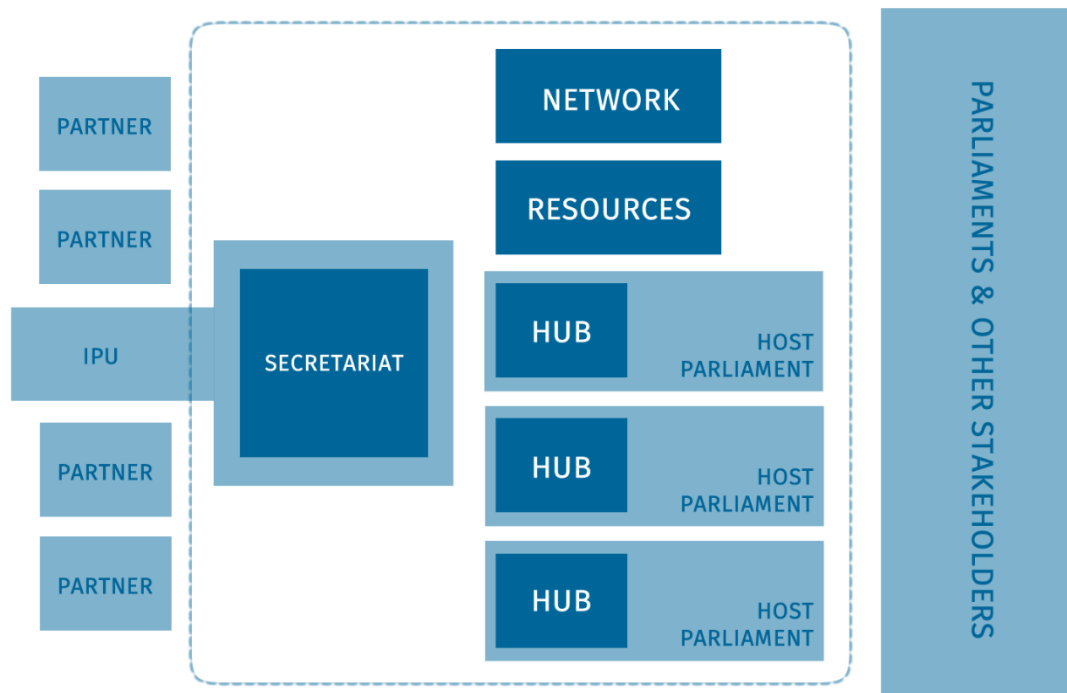 PARTNER
PARTNER
IPU
PARTNER
PARTNER
SECRETARIAT
NETWORK
RESOURCES
HUB
HOST
PARLIAMENT
HUB
HOST
PARLIAMENT
HUB
HOST
PARLIAMENT
PARLIAMENTS & OTHER STAKEHOLDERS